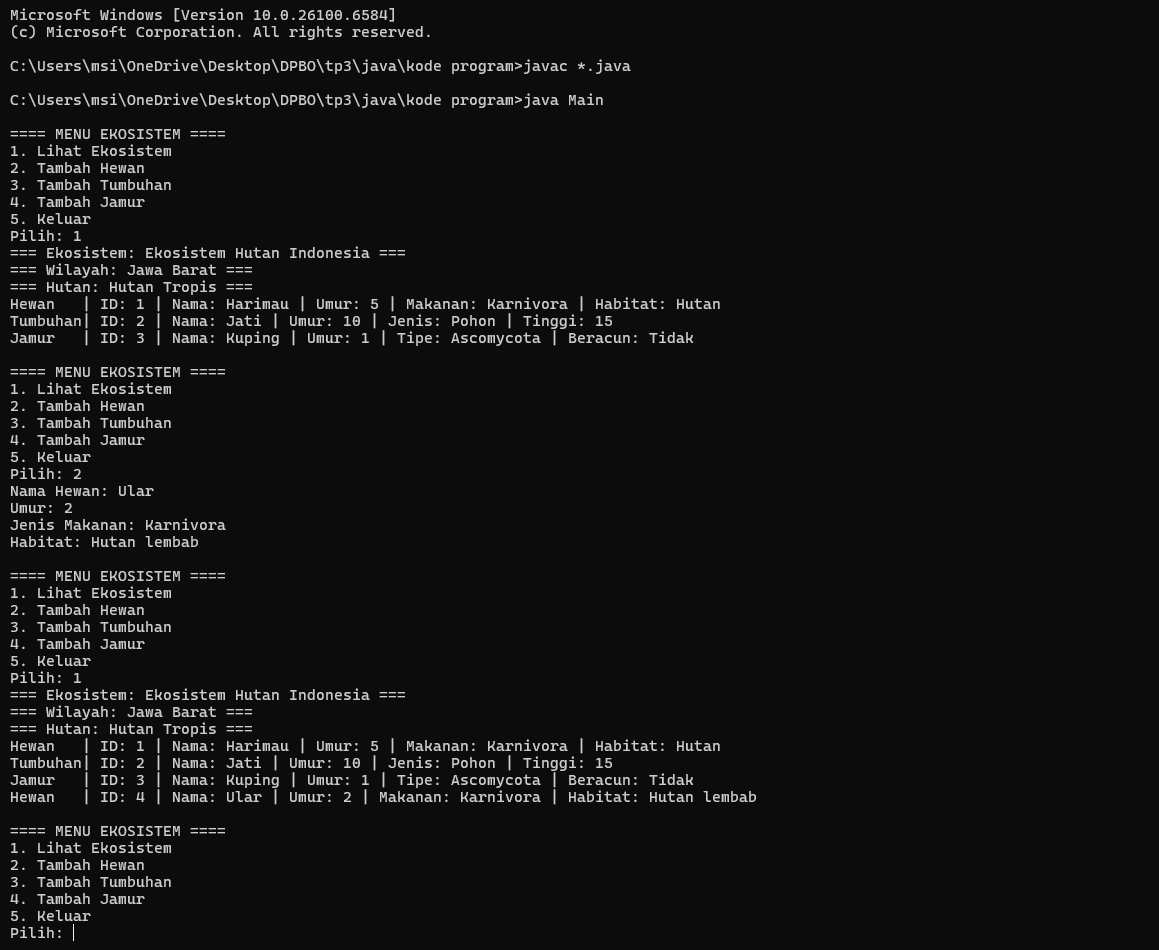 Microsoft Windows [Version 10.0.26100.6584]
(c) Microsoft Corporation. All rights reserved.

C:\Users\msi\OneDrive\Desktop\DPBO\tp3\java\kode program>javac *.java

C:\Users\msi\OneDrive\Desktop\DPBO\tp3\java\kode program>java Main

==== MENU EKOSISTEM ====
1. Lihat Ekosistem
2. Tambah Hewan
3. Tambah Tumbuhan
4. Tambah Jamur
5. Keluar
Pilih: 1
=== Ekosistem: Ekosistem Hutan Indonesia ===
=== Wilayah: Jawa Barat ===
=== Hutan: Hutan Tropis ===
Hewan   | ID: 1 | Nama: Harimau | Umur: 5 | Makanan: Karnivora | Habitat: Hutan
Tumbuhan| ID: 2 | Nama: Jati | Umur: 10 | Jenis: Pohon | Tinggi: 15
Jamur   | ID: 3 | Nama: Kuping | Umur: 1 | Tipe: Ascomycota | Beracun: Tidak

==== MENU EKOSISTEM ====
1. Lihat Ekosistem
2. Tambah Hewan
3. Tambah Tumbuhan
4. Tambah Jamur
5. Keluar
Pilih: 2
Nama Hewan: Ular
Umur: 2
Jenis Makanan: Karnivora
Habitat: Hutan lembab

==== MENU EKOSISTEM ====
1. Lihat Ekosistem
2. Tambah Hewan
3. Tambah Tumbuhan
4. Tambah Jamur
5. Keluar
Pilih: 1
=== Ekosistem: Ekosistem Hutan Indonesia ===
=== Wilayah: Jawa Barat ===
=== Hutan: Hutan Tropis ===
Hewan   | ID: 1 | Nama: Harimau | Umur: 5 | Makanan: Karnivora | Habitat: Hutan
Tumbuhan| ID: 2 | Nama: Jati | Umur: 10 | Jenis: Pohon | Tinggi: 15
Jamur   | ID: 3 | Nama: Kuping | Umur: 1 | Tipe: Ascomycota | Beracun: Tidak
Hewan   | ID: 4 | Nama: Ular | Umur: 2 | Makanan: Karnivora | Habitat: Hutan lembab

==== MENU EKOSISTEM ====
1. Lihat Ekosistem
2. Tambah Hewan
3. Tambah Tumbuhan
4. Tambah Jamur
5. Keluar
Pilih: